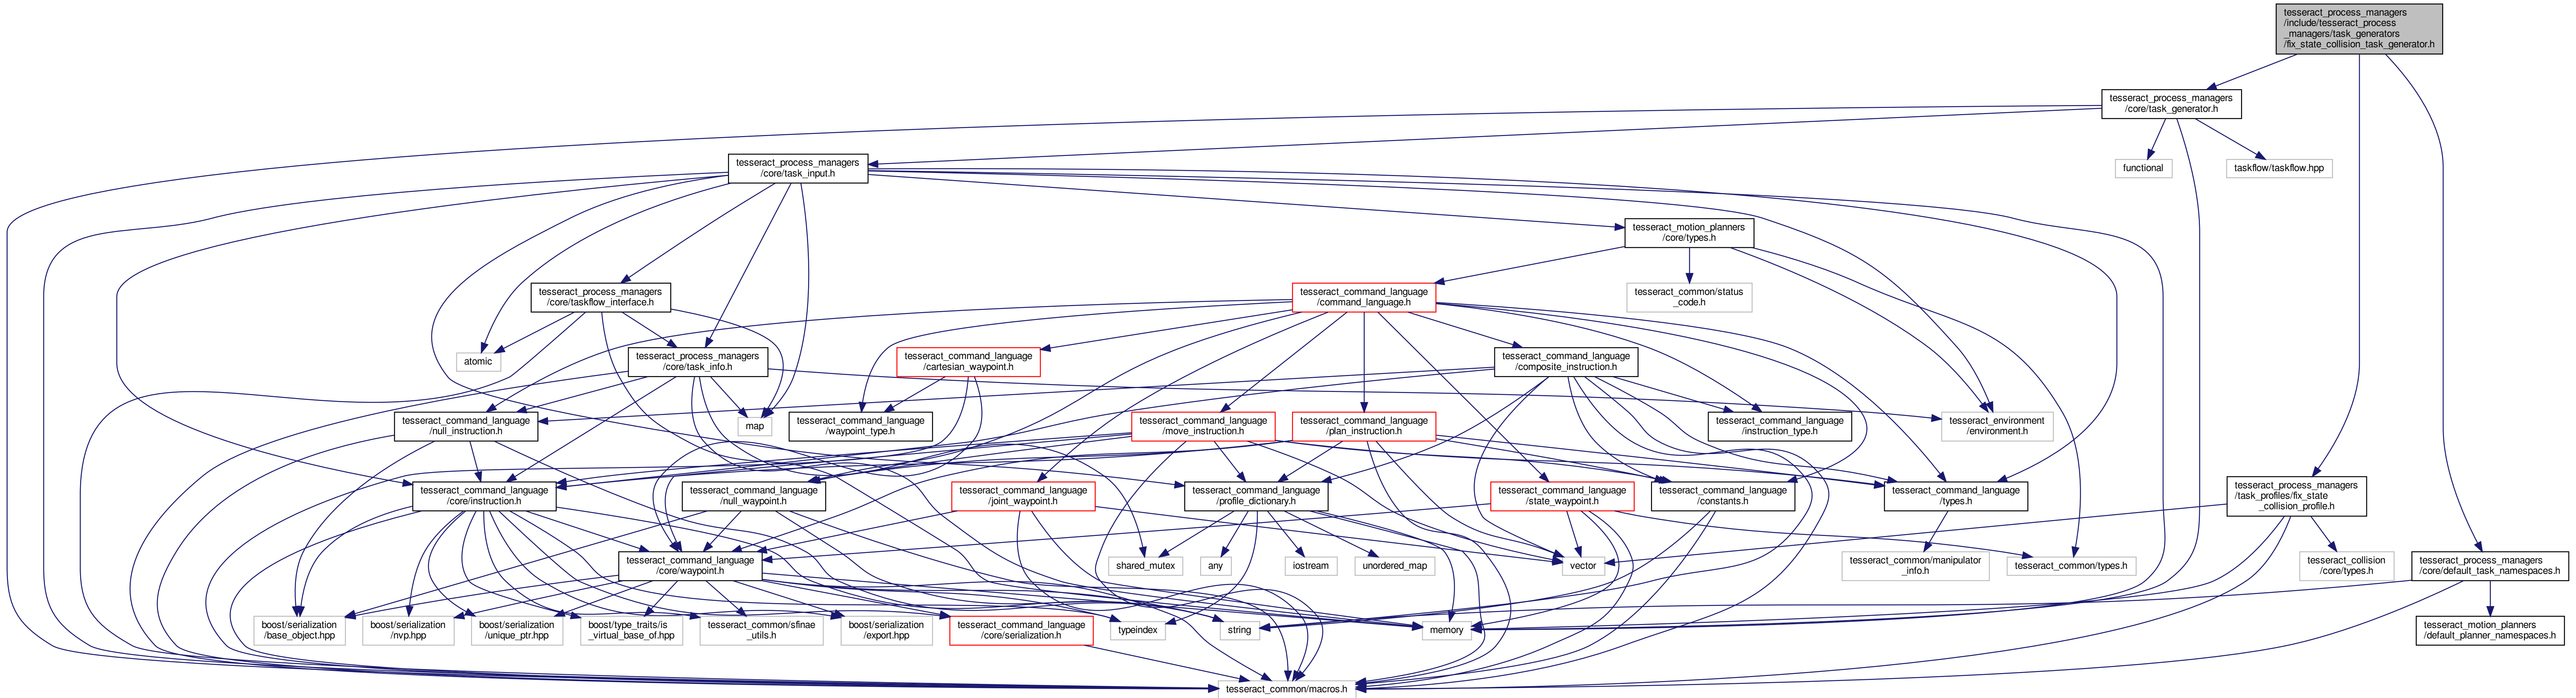 tesseract_process_managers
/include/tesseract_process
_managers/task_generators
/fix_state_collision_task_generator.h
tesseract_process_managers
/core/task_generator.h
tesseract_process_managers
/core/task_input.h
functional
taskflow/taskflow.hpp
tesseract_motion_planners
/core/types.h
tesseract_process_managers
/core/taskflow_interface.h
tesseract_command_language
/command_language.h
tesseract_common/status
_code.h
atomic
tesseract_process_managers
/core/task_info.h
tesseract_command_language
/cartesian_waypoint.h
tesseract_command_language
/composite_instruction.h
tesseract_command_language
/null_instruction.h
map
tesseract_command_language
/waypoint_type.h
tesseract_command_language
/move_instruction.h
tesseract_command_language
/plan_instruction.h
tesseract_command_language
/instruction_type.h
tesseract_environment
/environment.h
tesseract_command_language
/core/instruction.h
tesseract_command_language
/null_waypoint.h
tesseract_command_language
/joint_waypoint.h
tesseract_command_language
/profile_dictionary.h
tesseract_command_language
/state_waypoint.h
tesseract_command_language
/constants.h
tesseract_command_language
/types.h
tesseract_process_managers
/task_profiles/fix_state
_collision_profile.h
tesseract_command_language
/core/waypoint.h
shared_mutex
any
iostream
unordered_map
vector
tesseract_common/manipulator
_info.h
tesseract_common/types.h
tesseract_collision
/core/types.h
tesseract_process_managers
/core/default_task_namespaces.h
boost/serialization
/base_object.hpp
boost/serialization
/nvp.hpp
boost/serialization
/unique_ptr.hpp
boost/type_traits/is
_virtual_base_of.hpp
tesseract_common/sfinae
_utils.h
boost/serialization
/export.hpp
tesseract_command_language
/core/serialization.h
typeindex
string
memory
tesseract_motion_planners
/default_planner_namespaces.h
tesseract_common/macros.h